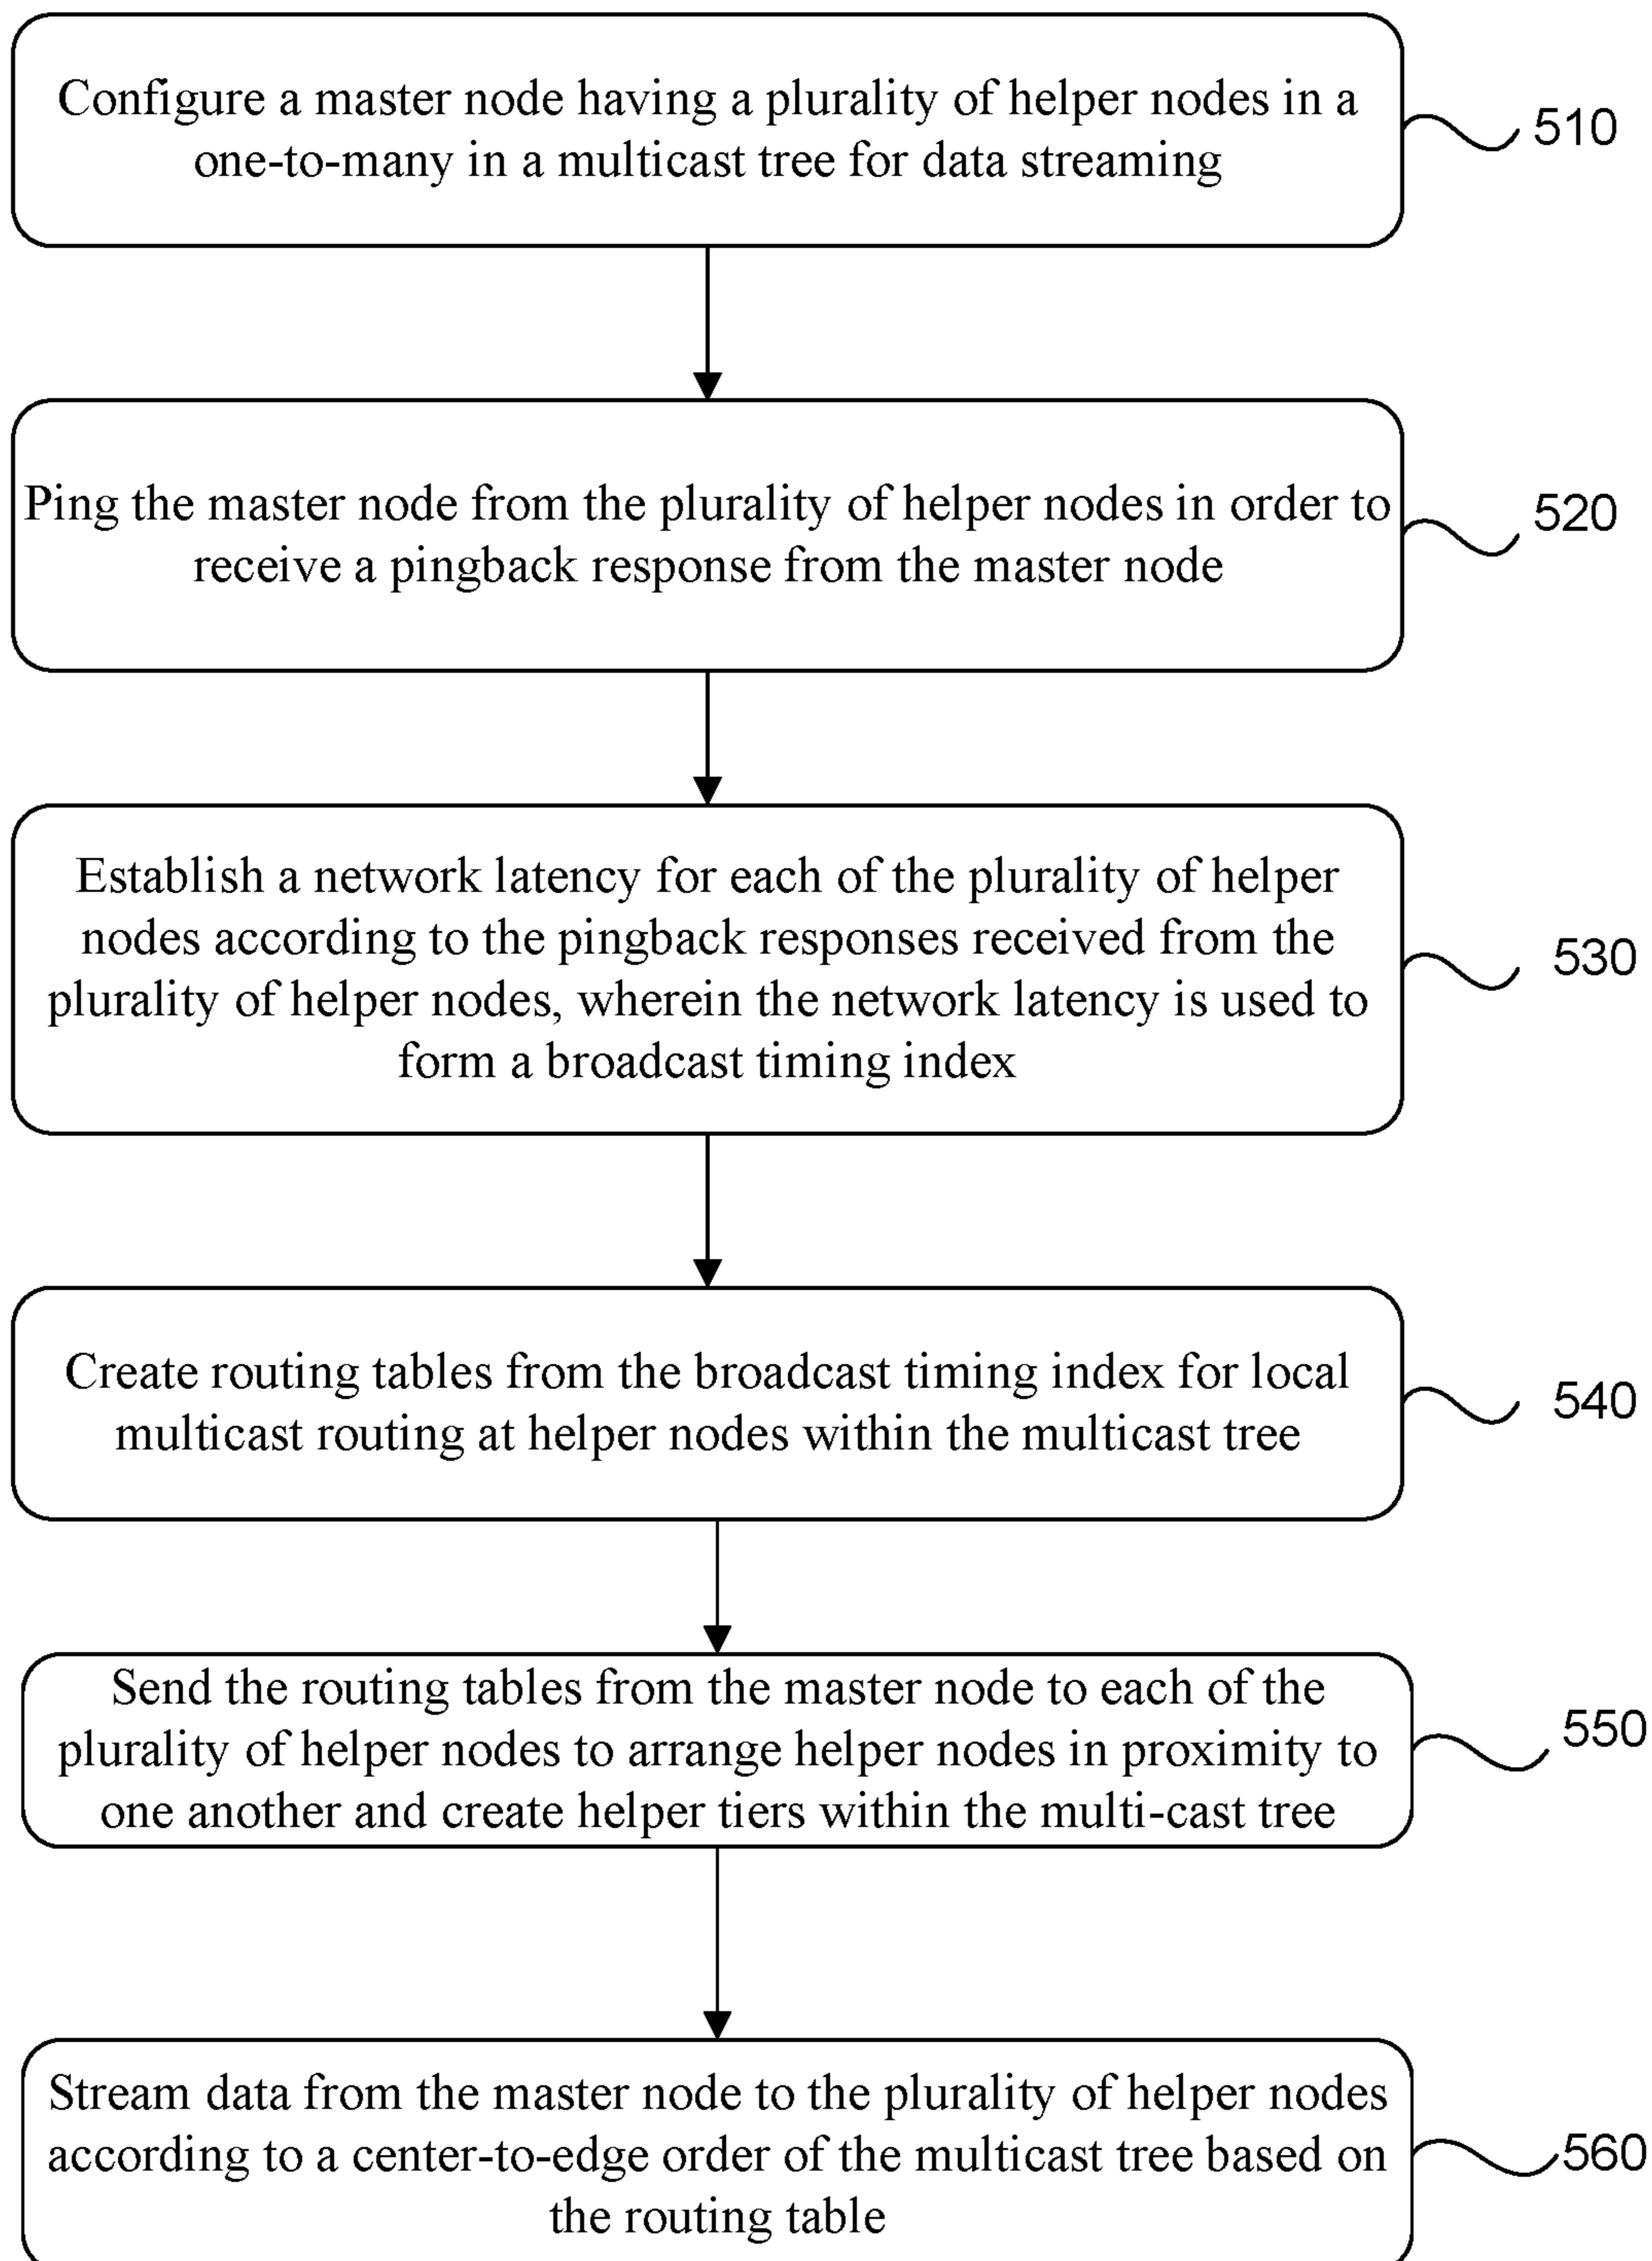 Configure a master node having a plurality of helper nodes in a
one-to-many in a multicast tree for data streaming
510
Ping the master node from the plurality of helper nodes in order to
receive a pingback response from the master node
520
Establish a network latency for each of the plurality of helper
nodes according to the pingback responses received from the
plurality of helper nodes, wherein the network latency is used to
form a broadcast timing index
530
Create routing tables from the broadcast timing index for local
multicast routing at helper nodes within the multicast tree
540
Send the routing tables from the master node to each of the
plurality of helper nodes to arrange helper nodes in proximity to
one another and create helper tiers within the multi-cast tree
550
Stream data from the master node to the plurality of helper nodes
according to a center-to-edge order of the multicast tree based on
the routing table
560